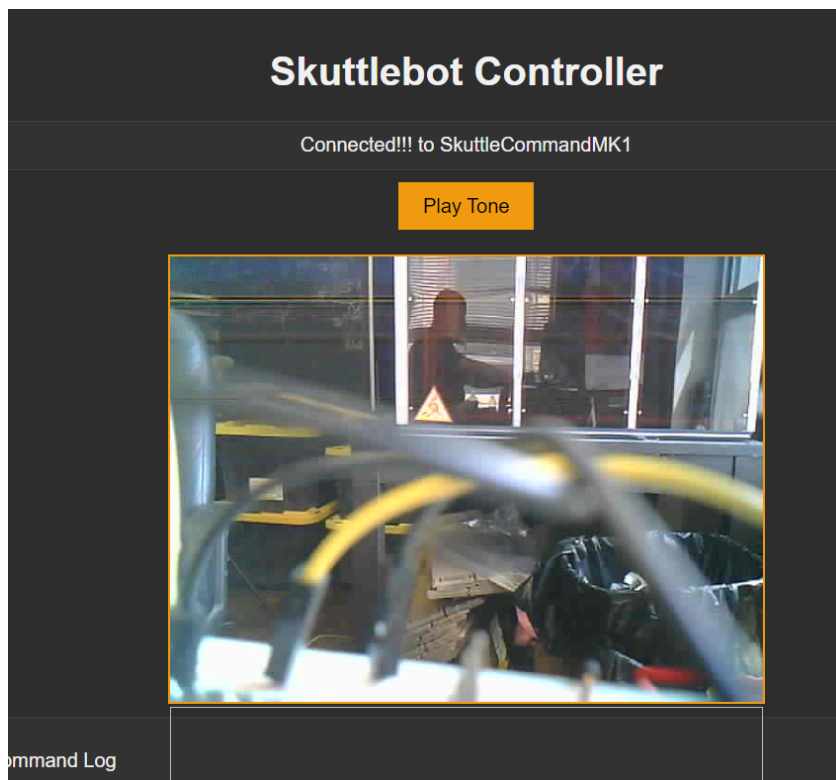 Skuttlebot Controller
Connected!!! to SkuttleCommandMK1
Play Tone
ommand Log